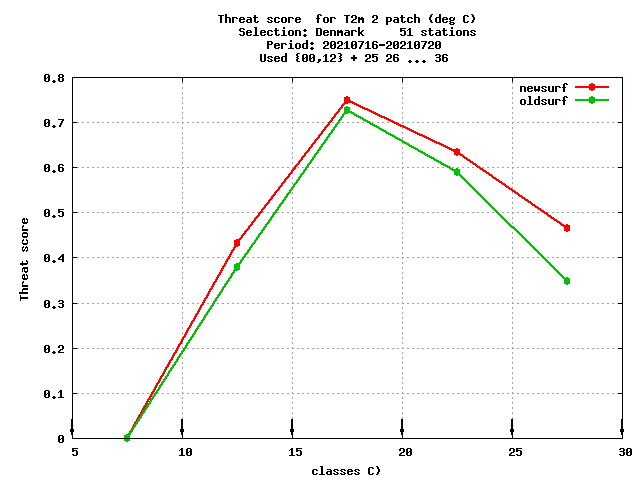 Threat score  for T2m 2 patch (deg C)
Selection: Denmark     51 stations
Period: 20210716-20210720
Used {00,12} + 25 26 ... 36
newsurf
oldsurf
0.8
0.7
0.6
0.5
0.4
0.3
0.2
0.1
0
Threat score
5 10 15 20 25 30
classes C)